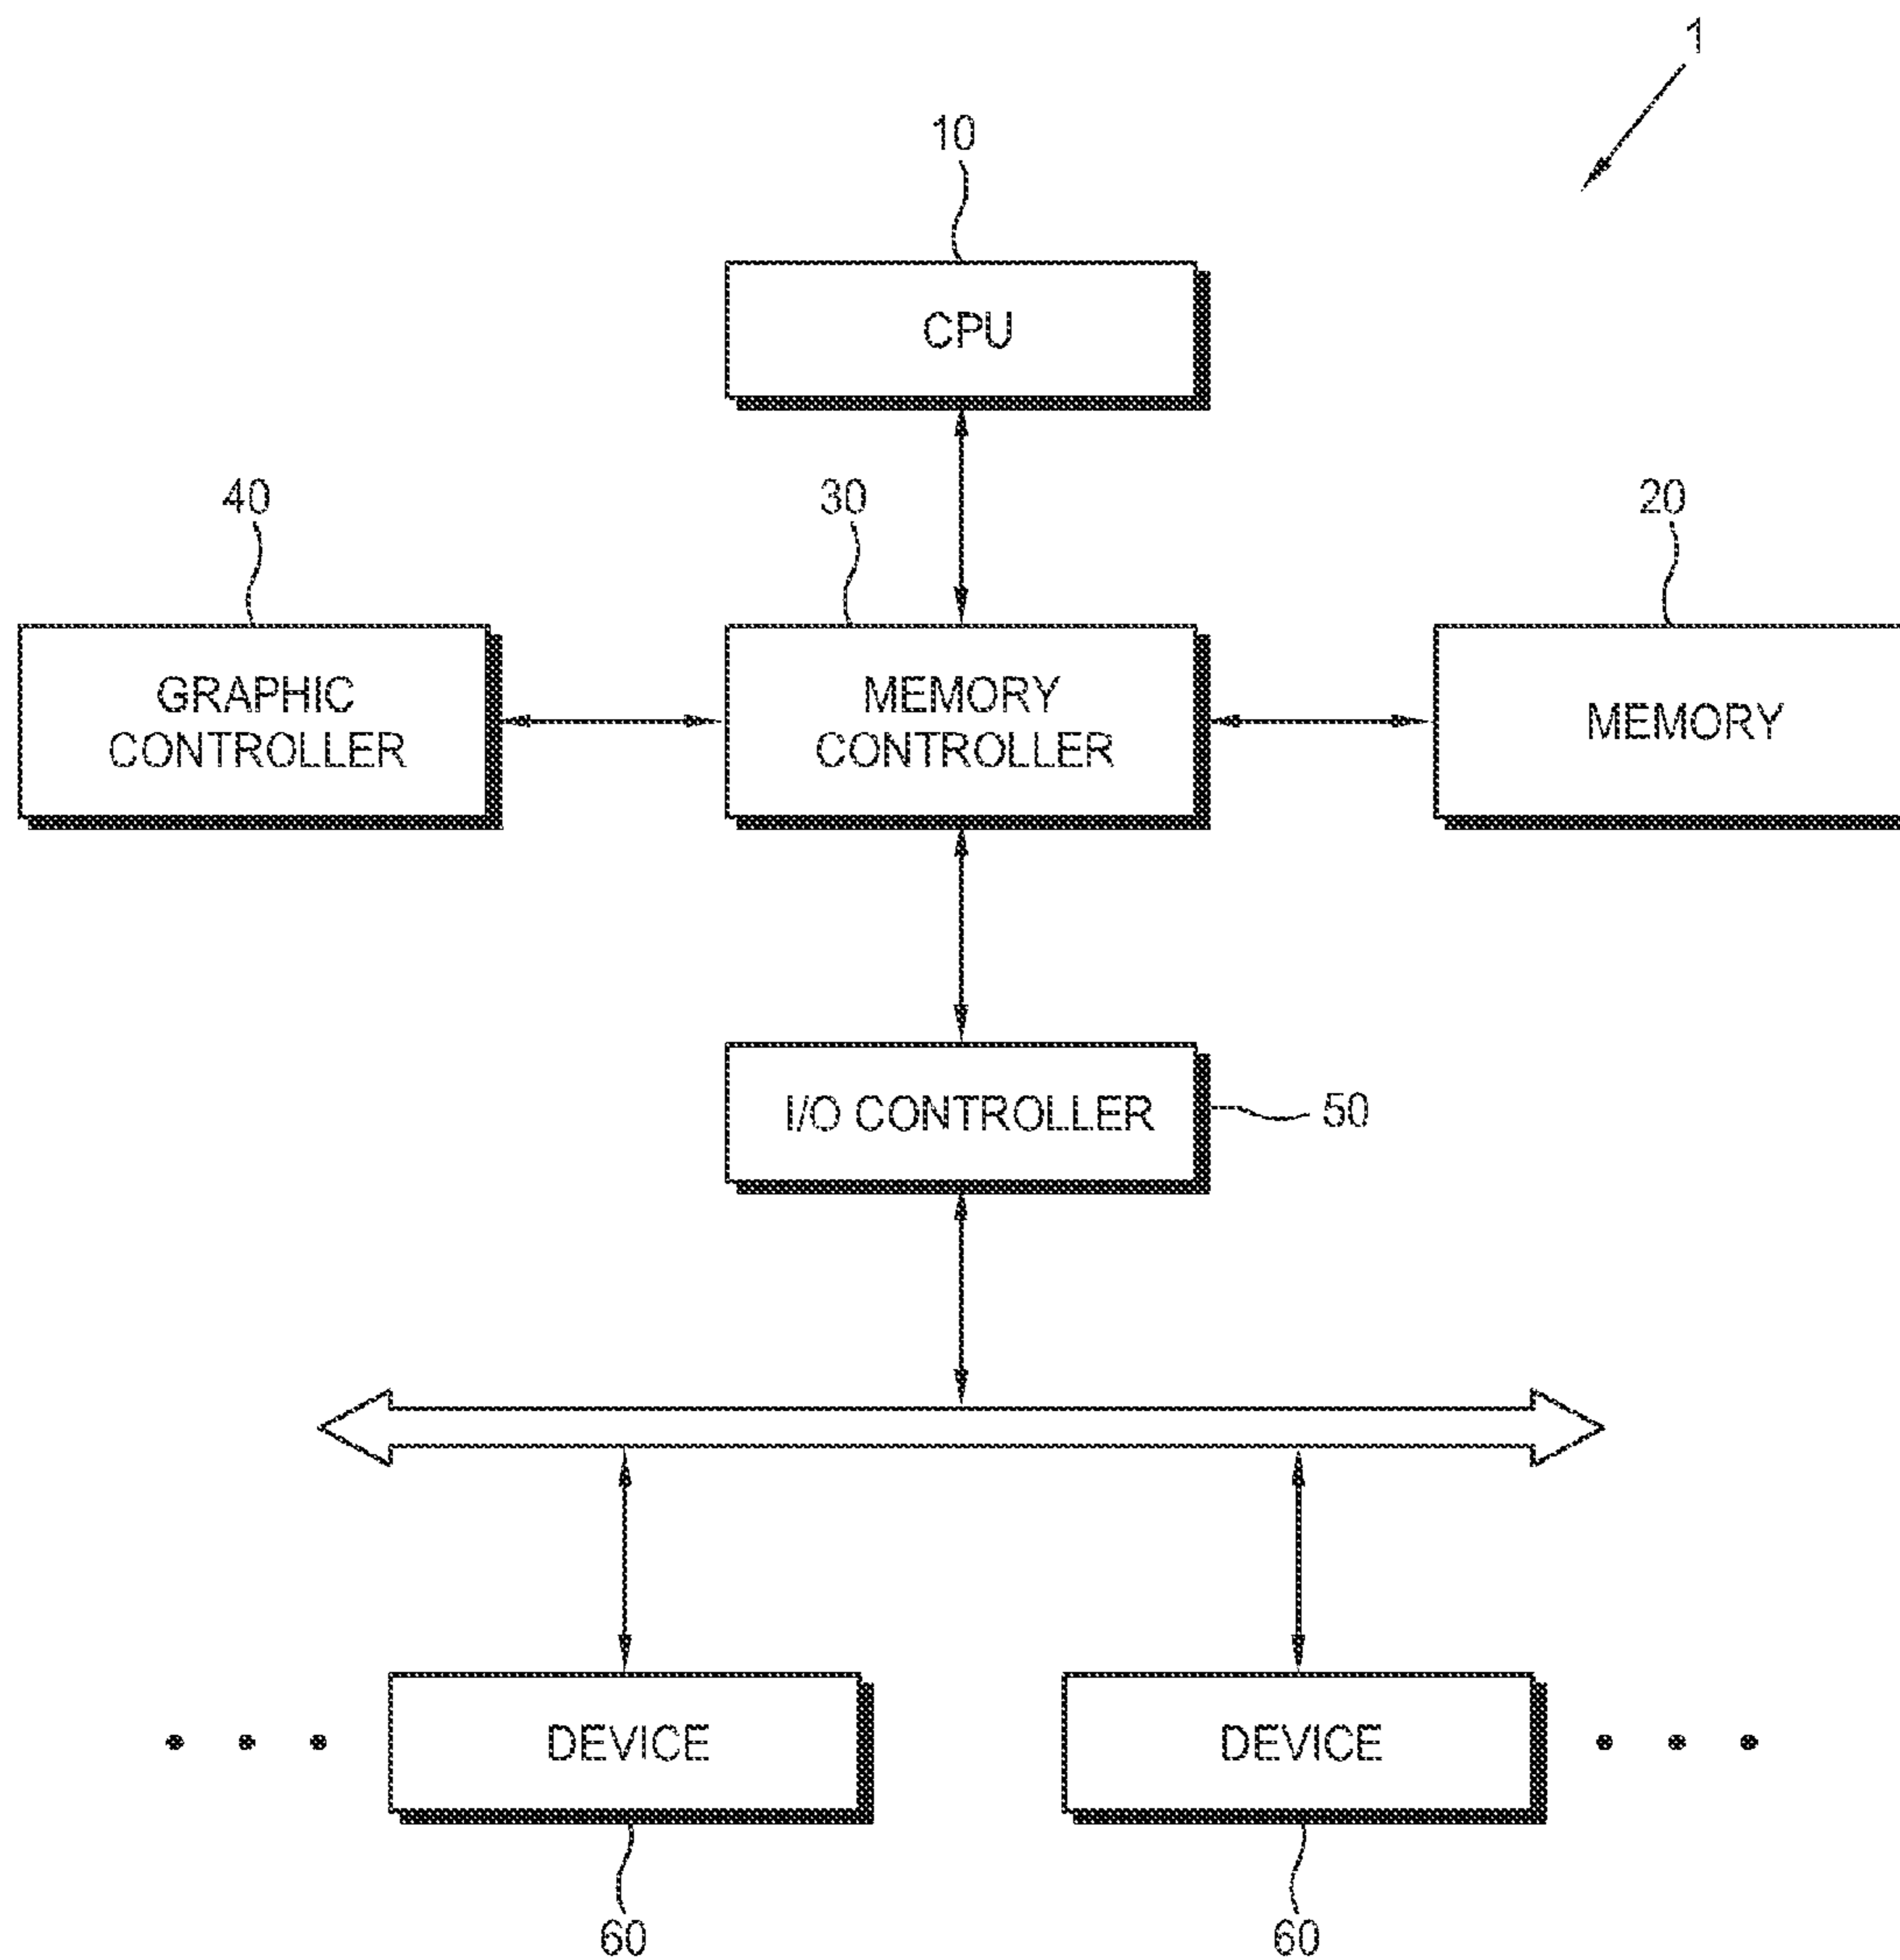 1
10
CPU
40
30
20
GRAPHIC
CONTROLLER
MEMORY
CONTROLLER
MEMORY
I/O CONTROLLER
50
DEVICE
DEVICE
60
60